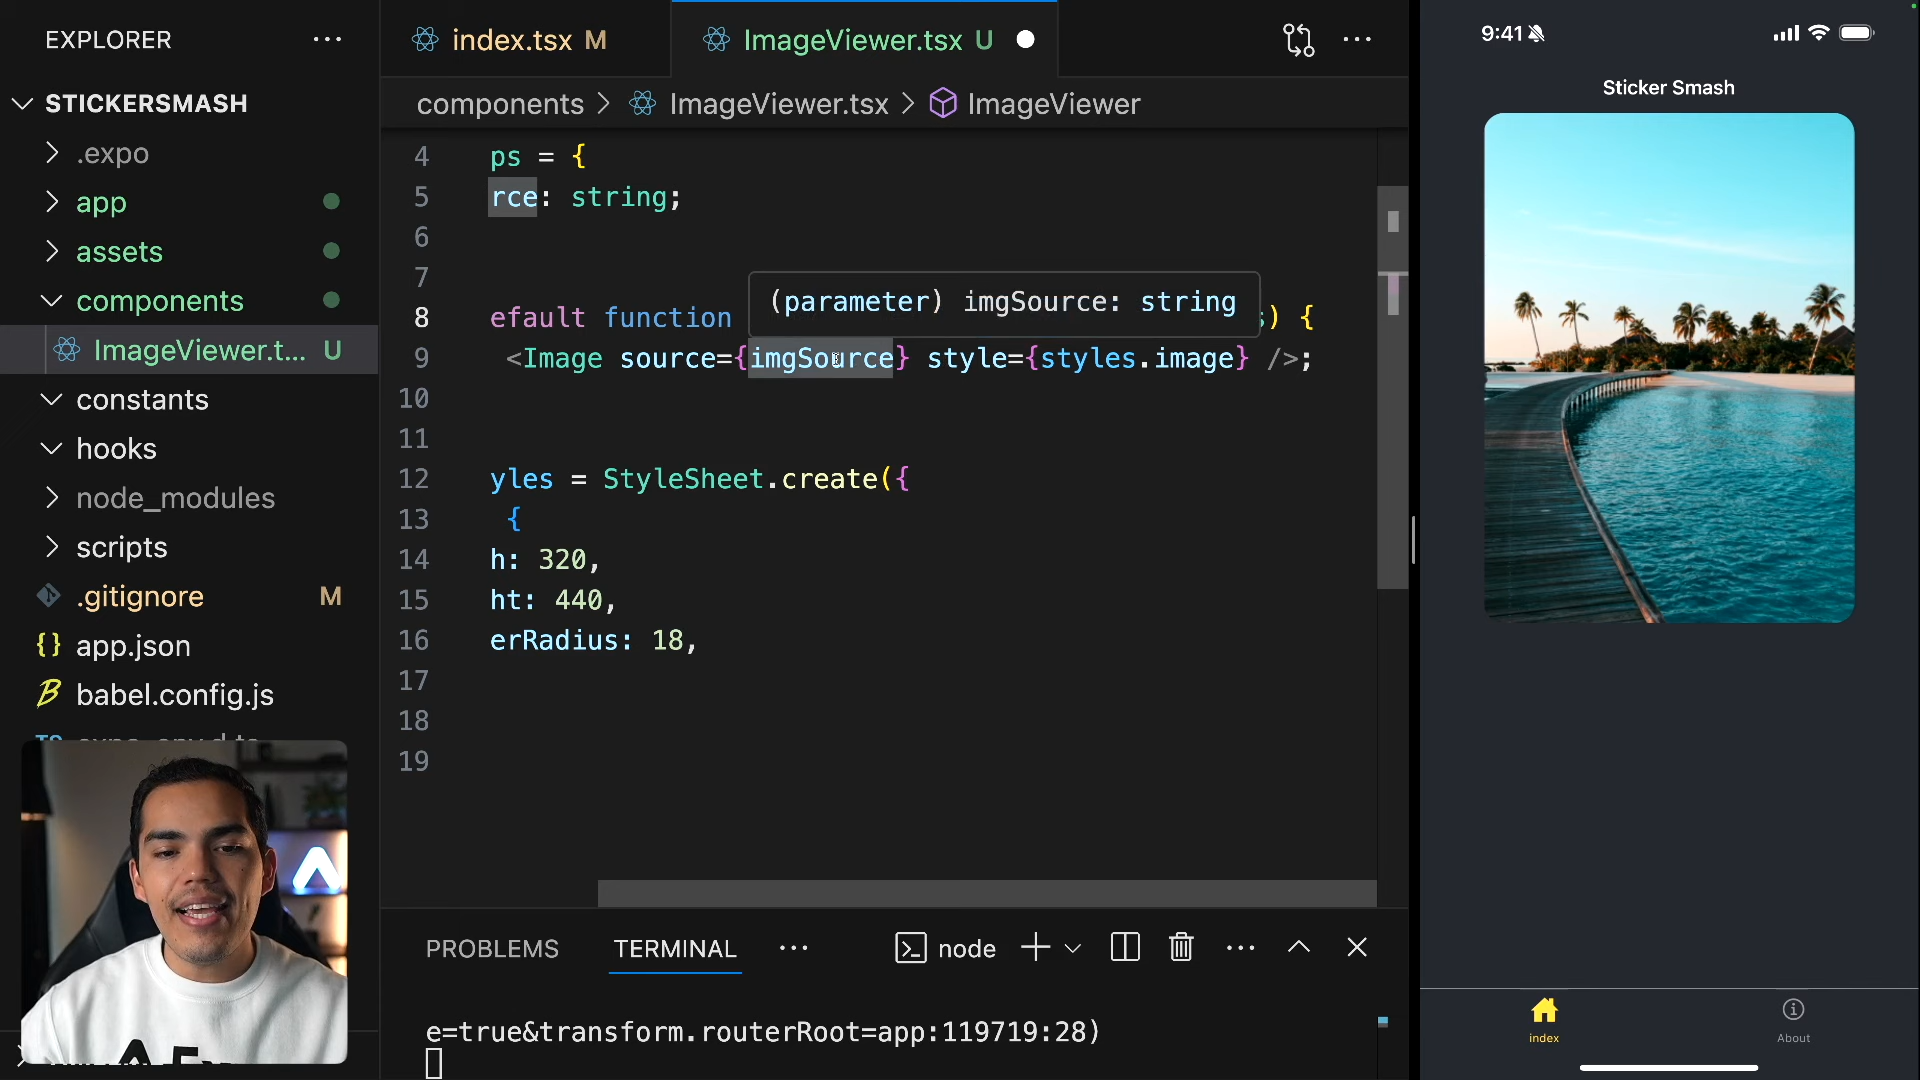 EXPLORER
STICKERSMASH
.expo
app
assets
components
ImageViewer.t... U
constants
hooks
node_modules
scripts
.gitignore M
app.json
babel.config.js
index.tsx M
ImageViewer.tsx U
components > ImageViewer.tsx > ImageViewer
4 ps = {
5 rce: string;
6
7
(parameter) imgSource: string
8 efault function ) {
9 <Image source={imgSource} style={styles.image} />;
10
11
12 yles = StyleSheet.create({
13 {
14 h: 320,
15 ht: 440,
16 erRadius: 18,
17
18
19
PROBLEMS TERMINAL node
e=true&transform.routerRoot=app:119719:28)
9:41
Sticker Smash
index
About